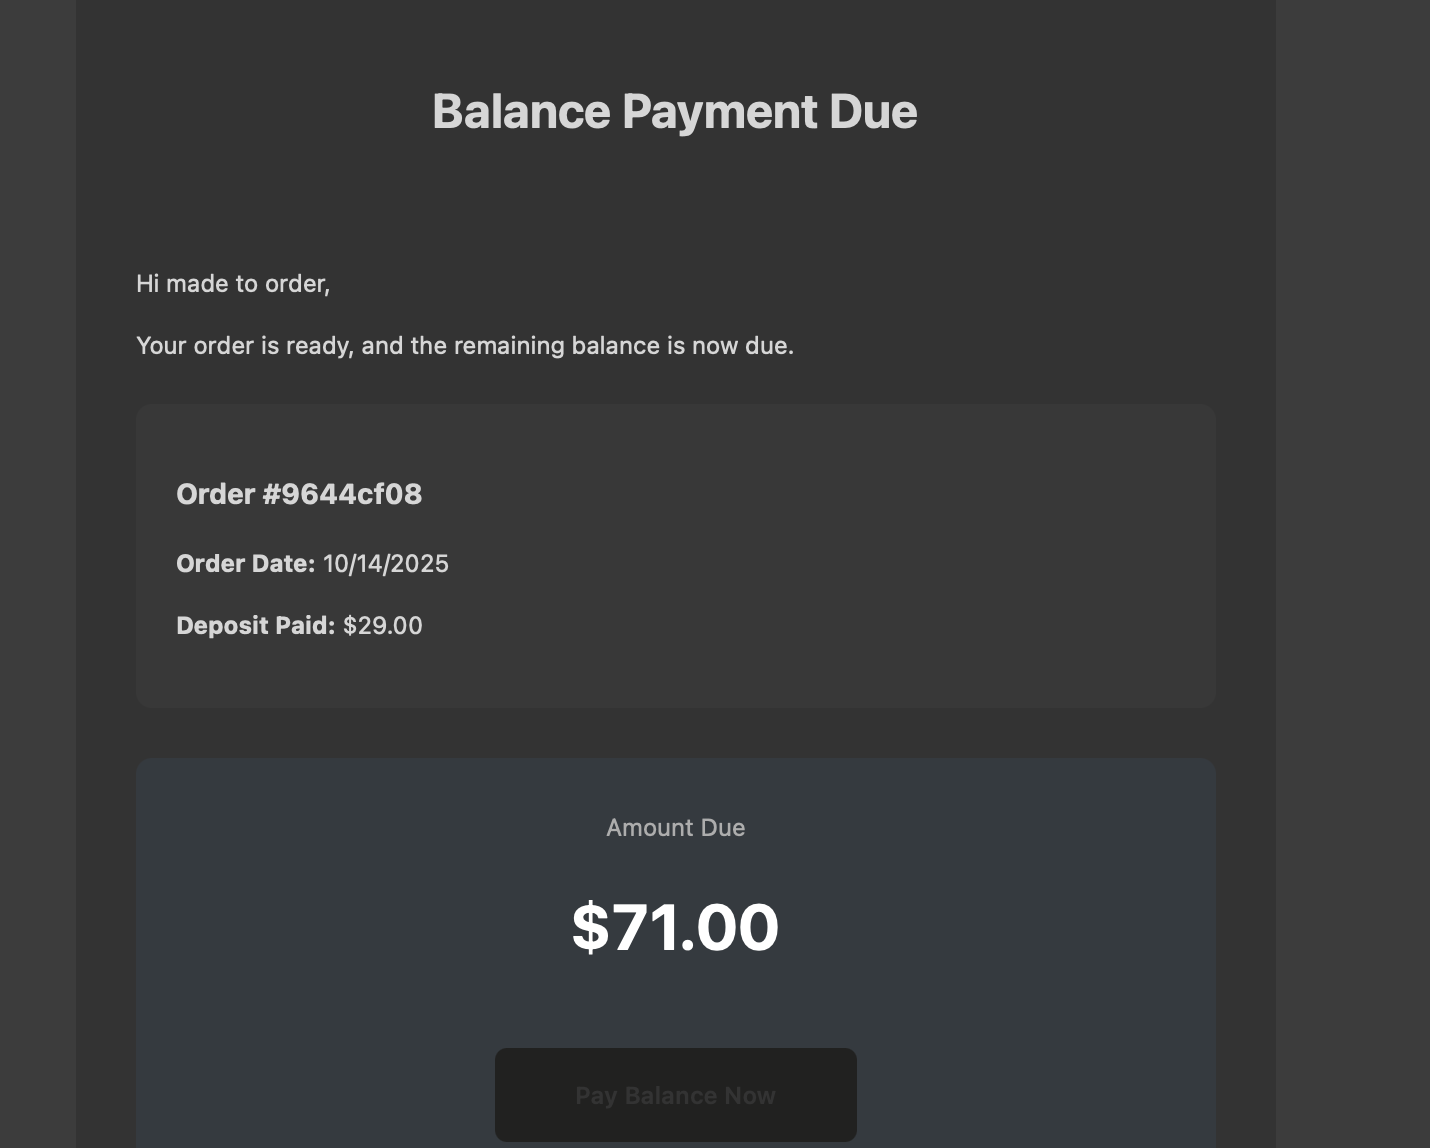 Balance Payment Due
Hi made to order,
Your order is ready, and the remaining balance is now due.
Order #9644cf08
Order Date: 10/14/2025
Deposit Paid: $29.00
Amount Due
$71.00
Pay Balance Now